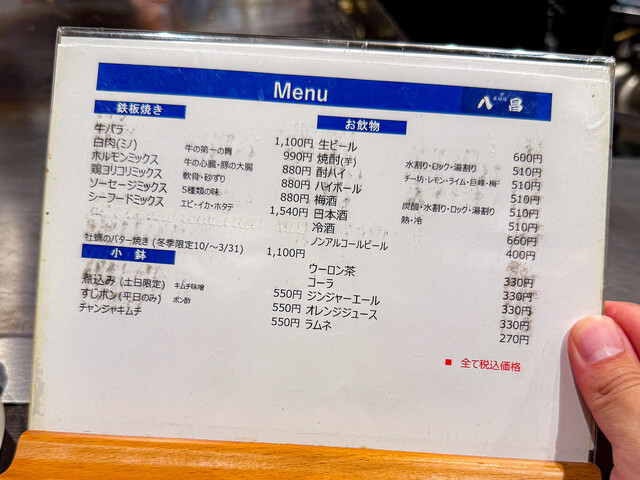 Menu
八昌
鉄板焼き
牛バラ 1,100円
白肉(ミノ) 牛の第一の胃 990円
ホルモンミックス 牛の心臓・豚の大腸 880円
鶏ヨリコリミックス 軟骨・砂ずり 880円
ソーセージミックス 5種類の味 880円
シーフードミックス エビ・イカ・ホタテ 1,540円
牡蠣のバター焼き (冬季限定10/～3/31) 1,100円
小鉢
煮込み (土日限定) キムチ味噌 550円
すじポン (平日のみ) ポン酢 550円
チャンジャキムチ 550円
お飲物
生ビール 600円
焼酎(芋) 水割り・ロック・湯割り 510円
酎ハイ チー坊・レモン・ライム・巨峰・梅 510円
ハイボール 510円
梅酒 炭酸・水割り・ロック・湯割り 510円
日本酒 熱・冷 510円
冷酒 660円
ノンアルコールビール 400円
ウーロン茶 330円
コーラ 330円
ジンジャーエール 330円
オレンジジュース 330円
ラムネ 270円
■ 全て税込価格